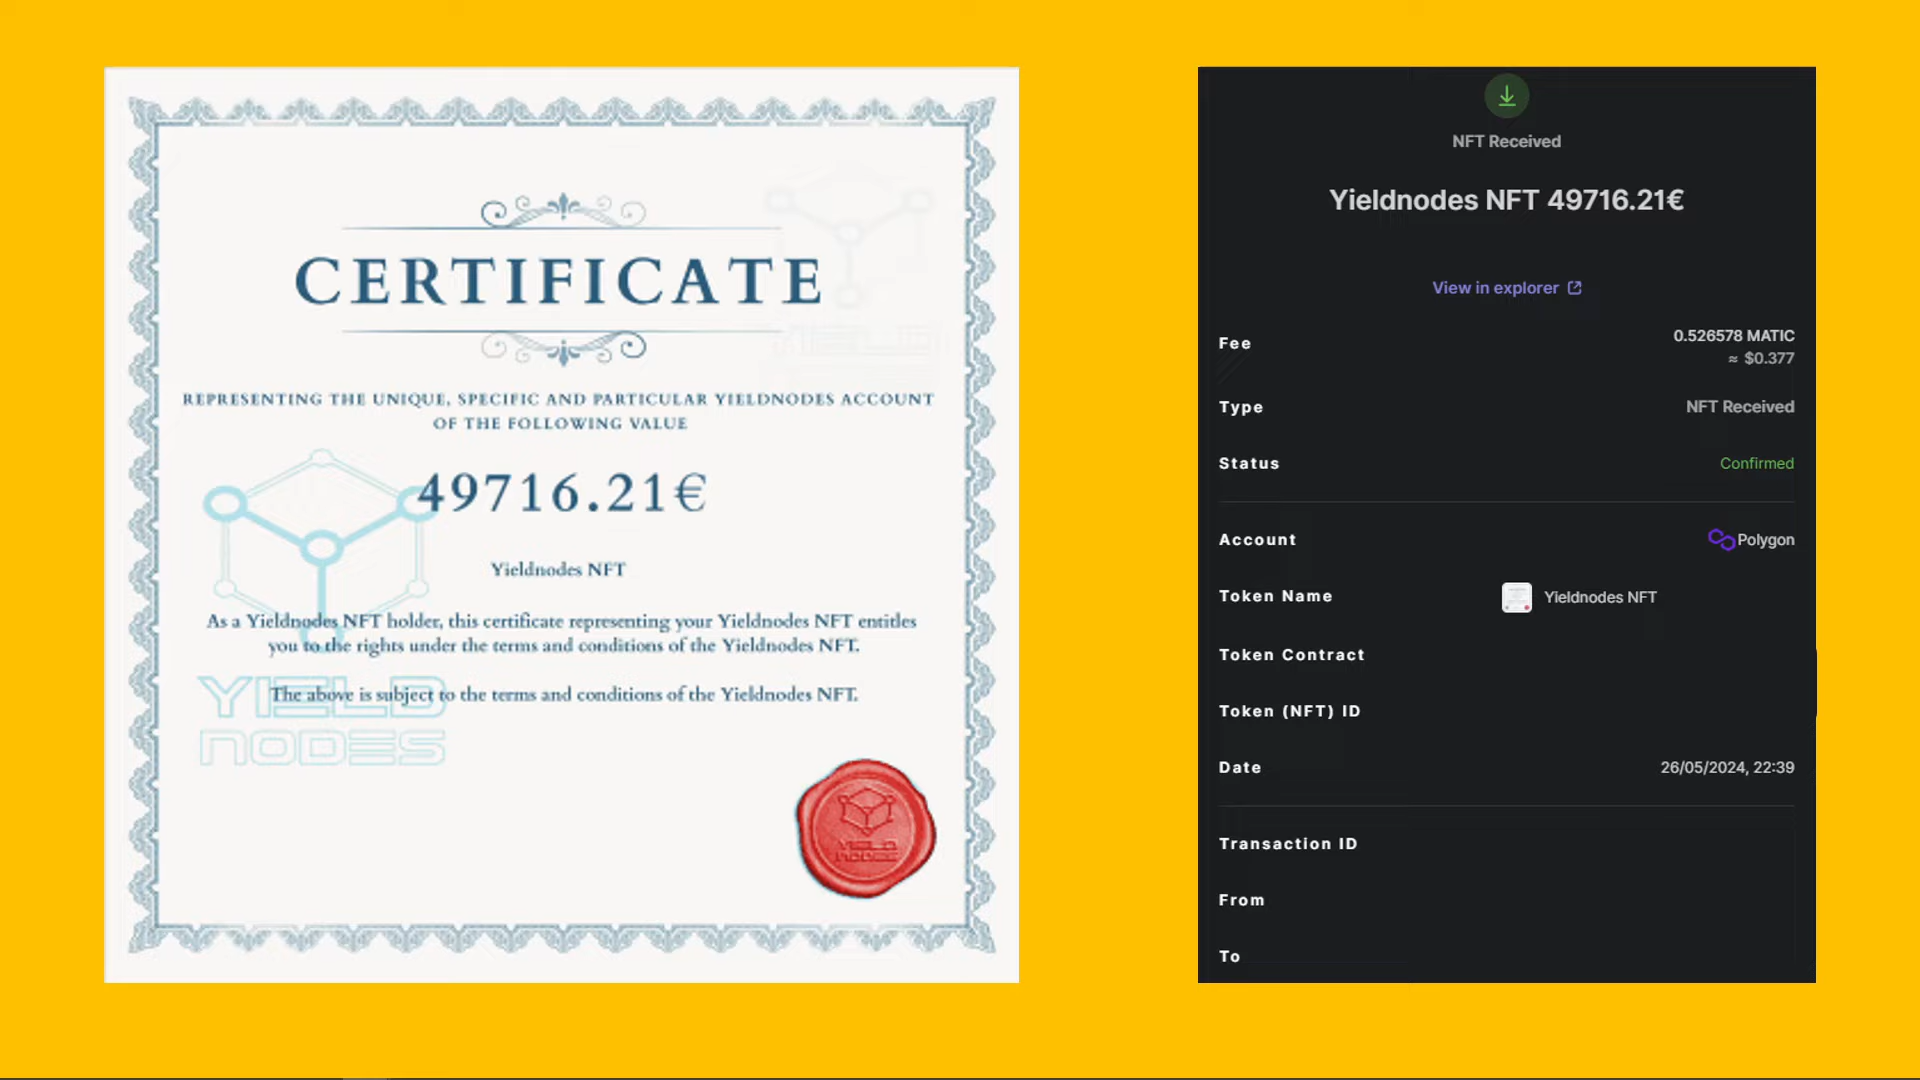 CERTIFICATE
REPRESENTING THE UNIQUE, SPECIFIC AND PARTICULAR YIELDNODES ACCOUNT
OF THE FOLLOWING VALUE
49716.21€
Yieldnodes NFT
As a Yieldnodes NFT holder, this certificate representing your Yieldnodes NFT entitles
you to the rights under the terms and conditions of the Yieldnodes NFT.
The above is subject to the terms and conditions of the Yieldnodes NFT.
YIELD
NODES
YIELD
NODES
NFT Received
Yieldnodes NFT 49716.21€
View in explorer
Fee
0.526578 MATIC
≈ $0.377
Type
NFT Received
Status
Confirmed
Account
Polygon
Token Name
Yieldnodes NFT
Token Contract
Token (NFT) ID
Date
26/05/2024, 22:39
Transaction ID
From
To